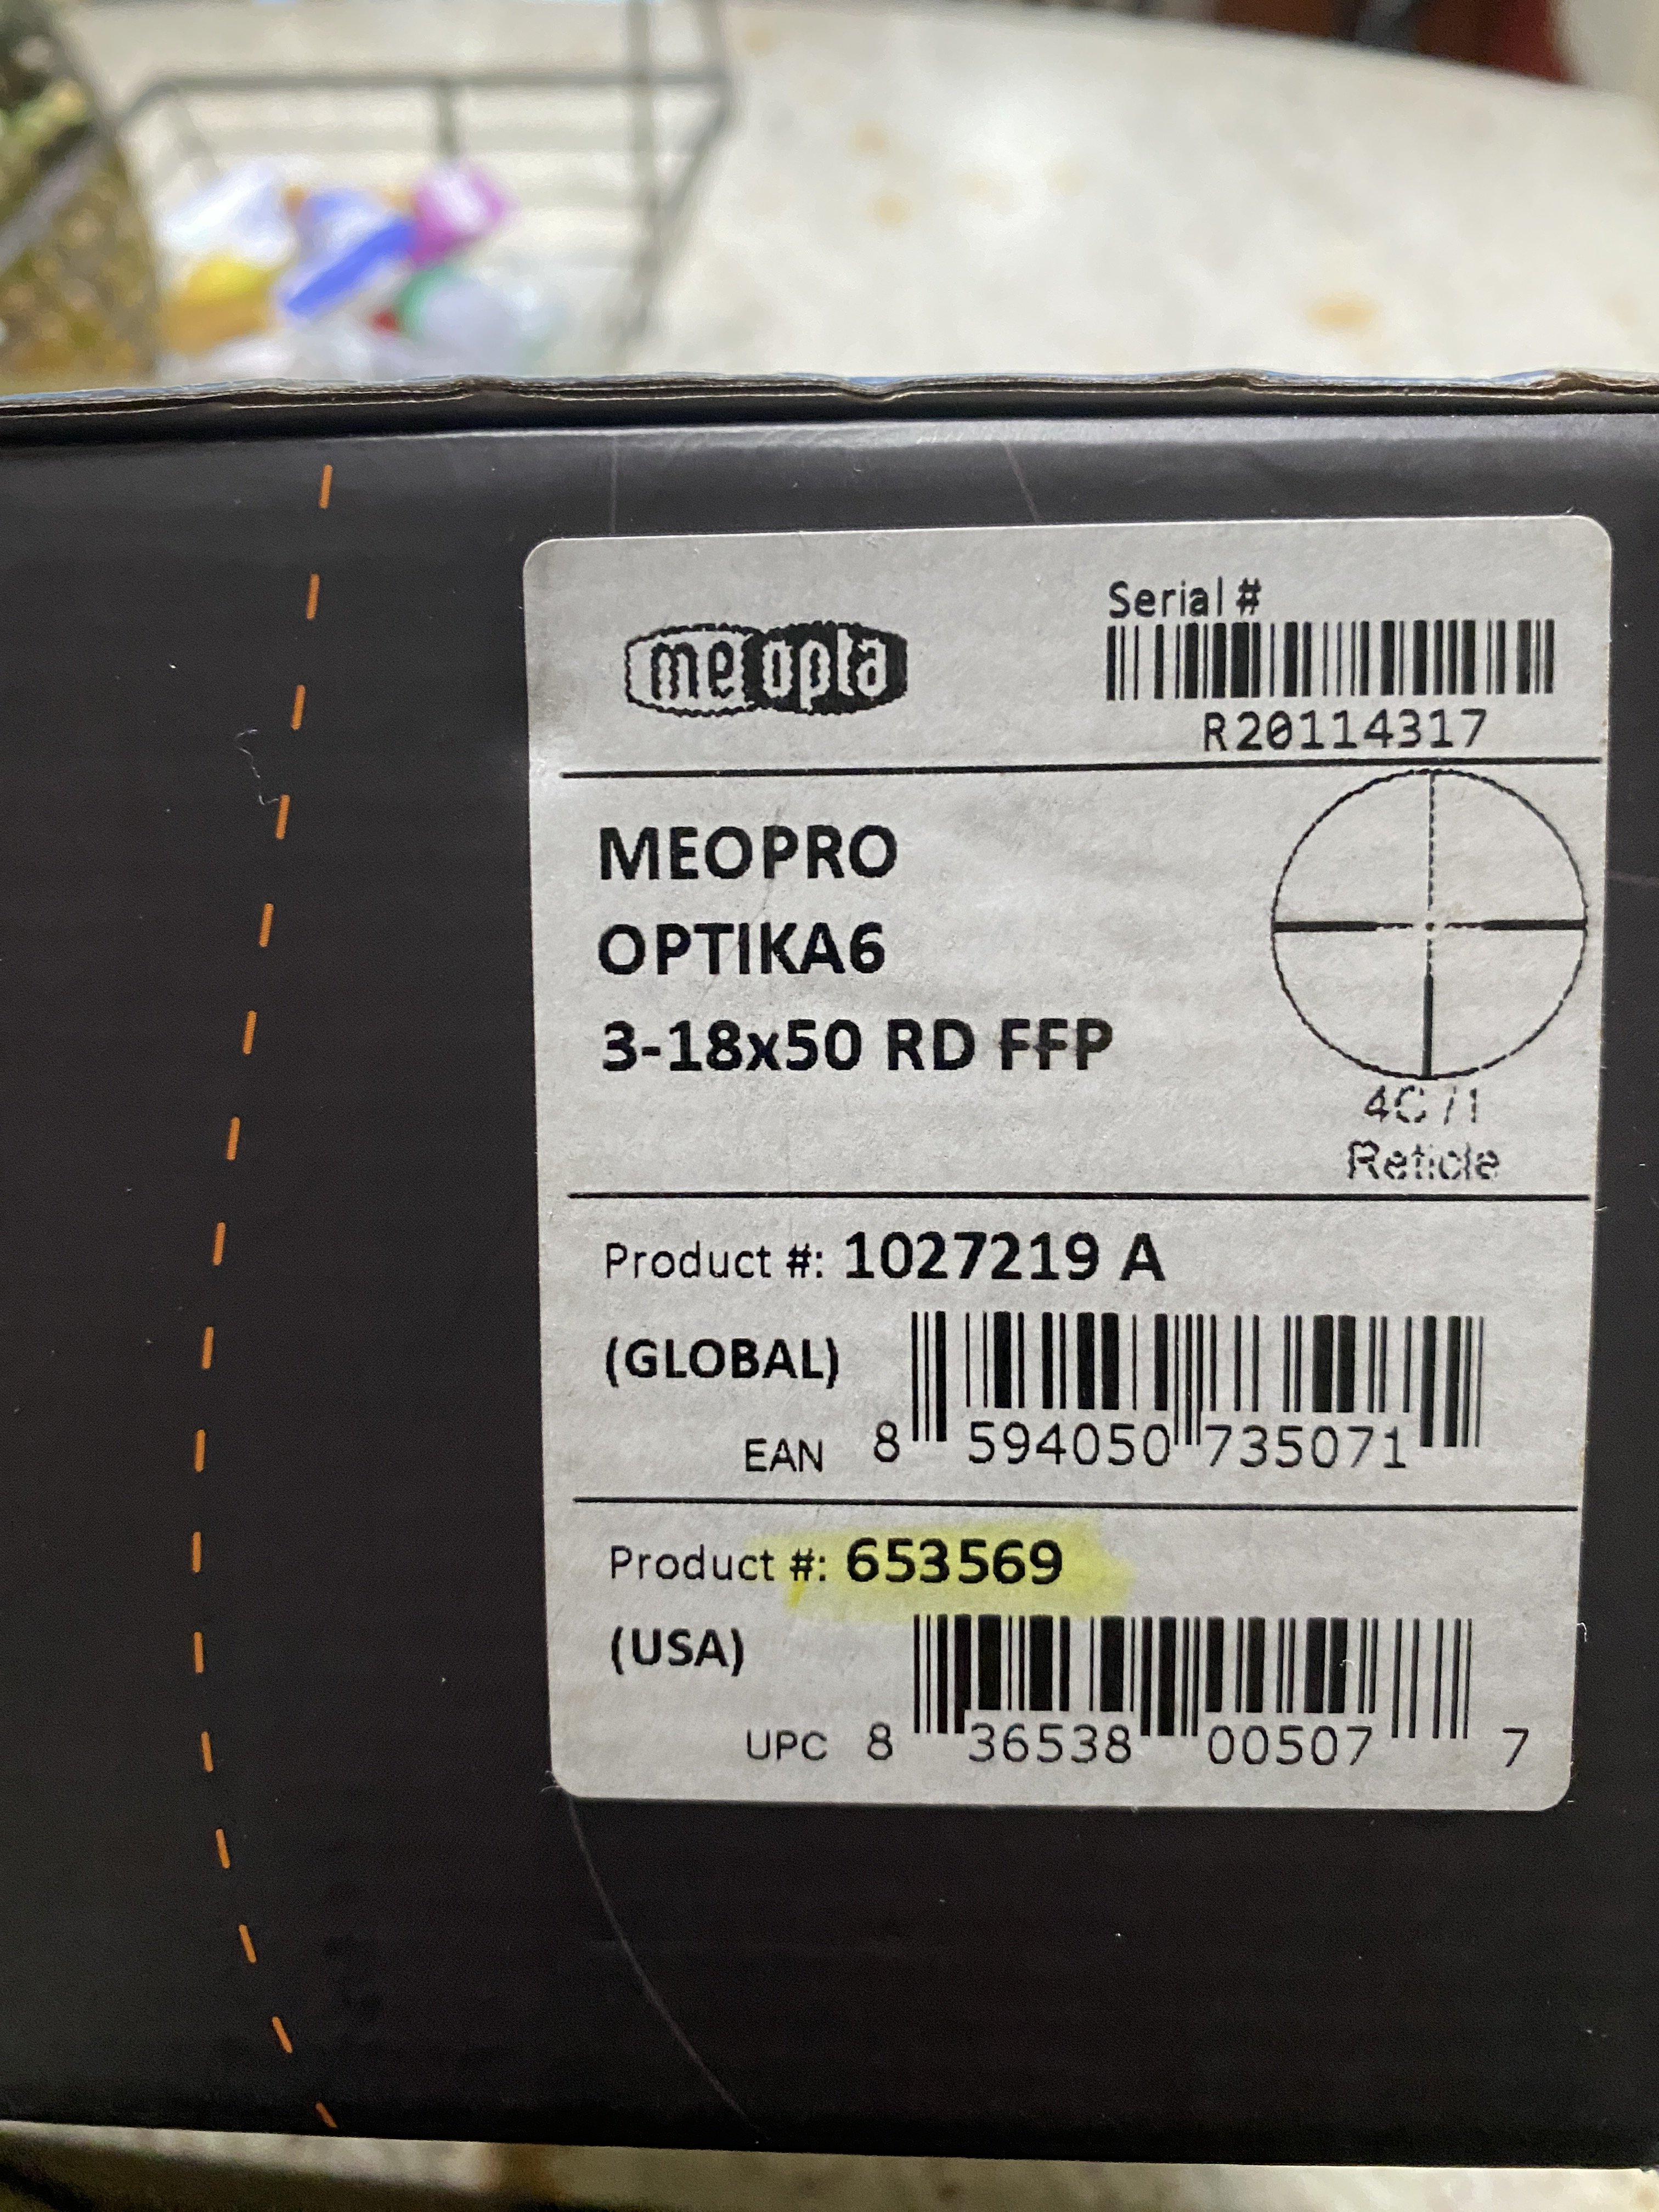 meopta
Serial #
R20114317
MEOPRO
OPTIKA6
3-18x50 RD FFP
4C /1
Reticle
Product #: 1027219 A
(GLOBAL)
EAN 8 594050 735071
Product #: 653569
(USA)
UPC 8 36538 00507 7